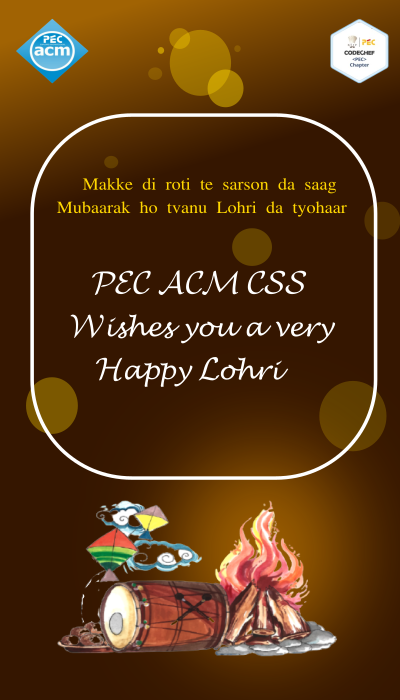 PEC
acm
PEC
CODECHEF
<PEC>
Chapter
Makke di roti te sarson da saag
Mubaarak ho tvanu Lohri da tyohaar
PEC ACM CSS
Wishes you a very
Happy Lohri